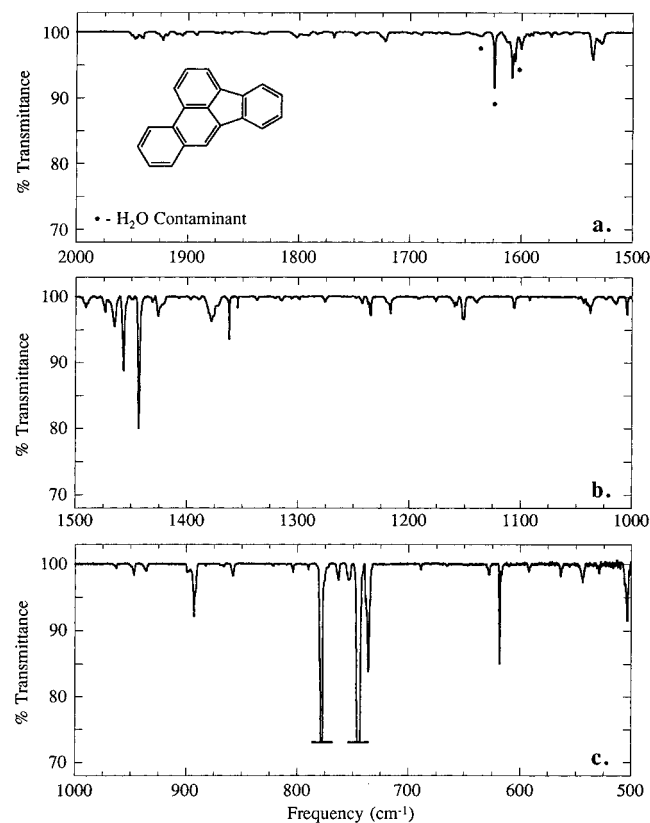 100
90
80
70
% Transmittance
• - H₂O Contaminant
a.
2000 1900 1800 1700 1600 1500
100
90
80
70
% Transmittance
b.
1500 1400 1300 1200 1100 1000
100
90
80
70
% Transmittance
c.
1000 900 800 700 600 500
Frequency (cm⁻¹)